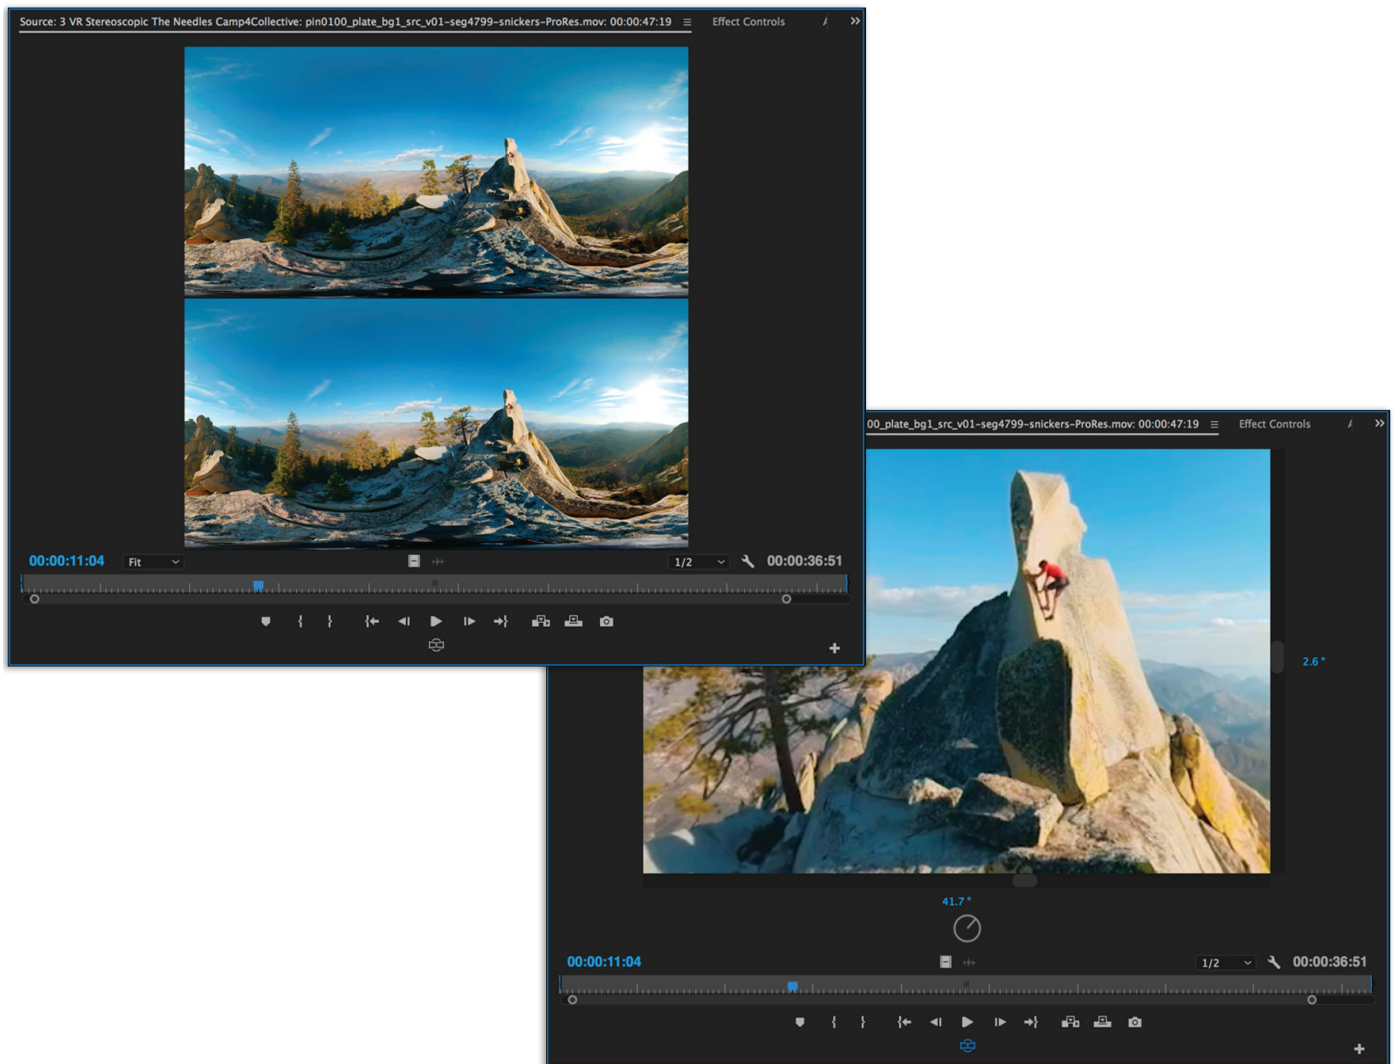 Source: 3 VR Stereoscopic The Needles Camp4Collective: pin0100_plate_bg1_src_v01-seg4799-snickers-ProRes.mov: 00:00:47:19
Effect Controls
00:00:11:04
Fit
1/2
00:00:36:51
00_plate_bg1_src_v01-seg4799-snickers-ProRes.mov: 00:00:47:19
Effect Controls
2.6 °
41.7 °
00:00:11:04
1/2
00:00:36:51